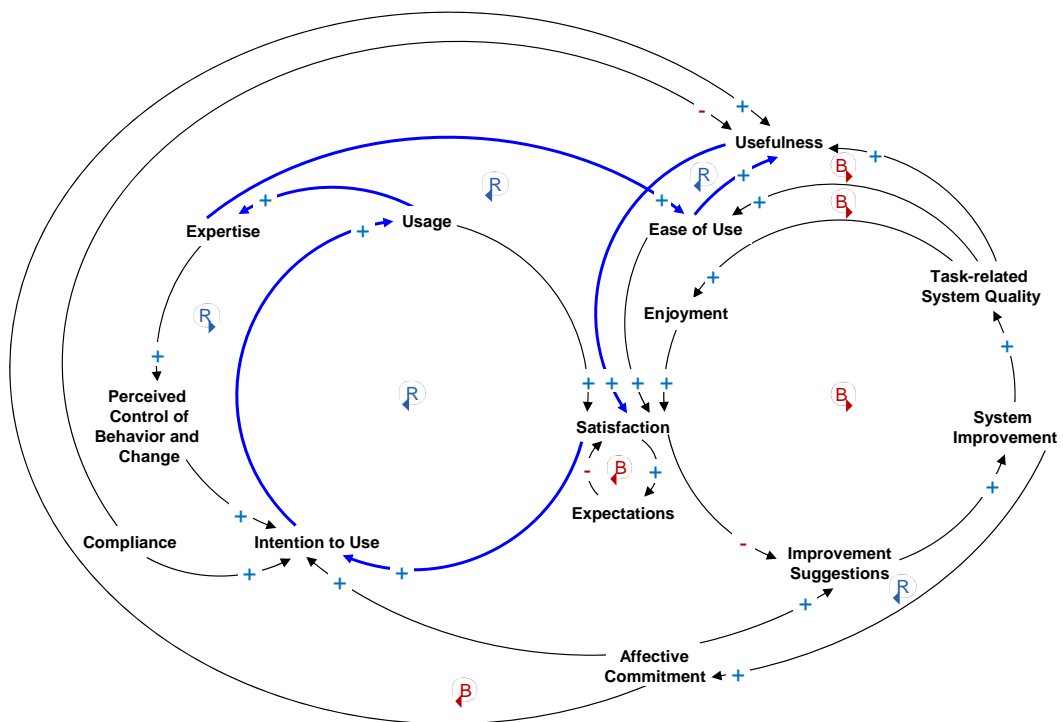 +
-
Usefulness
+
B
+
R
R
+
+
+
B
Expertise
+
Usage
Ease of Use
+
Task-related
System Quality
+
Enjoyment
R
+
+
Perceived
Control of
Behavior and
Change
R
+
+
+
+
B
System
Improvement
Satisfaction
-
B
+
Expectations
+
+
Compliance
Intention to Use
-
Improvement
Suggestions
+
+
+
R
+
Affective
Commitment
+
B